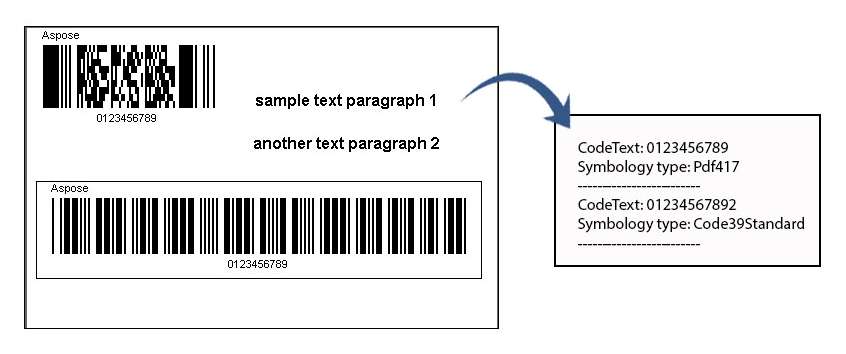 Aspose
0123456789
sample text paragraph 1
another text paragraph 2
Aspose
0123456789
CodeText: 0123456789
Symbology type: Pdf417
-------------------------
CodeText: 01234567892
Symbology type: Code39Standard
-------------------------